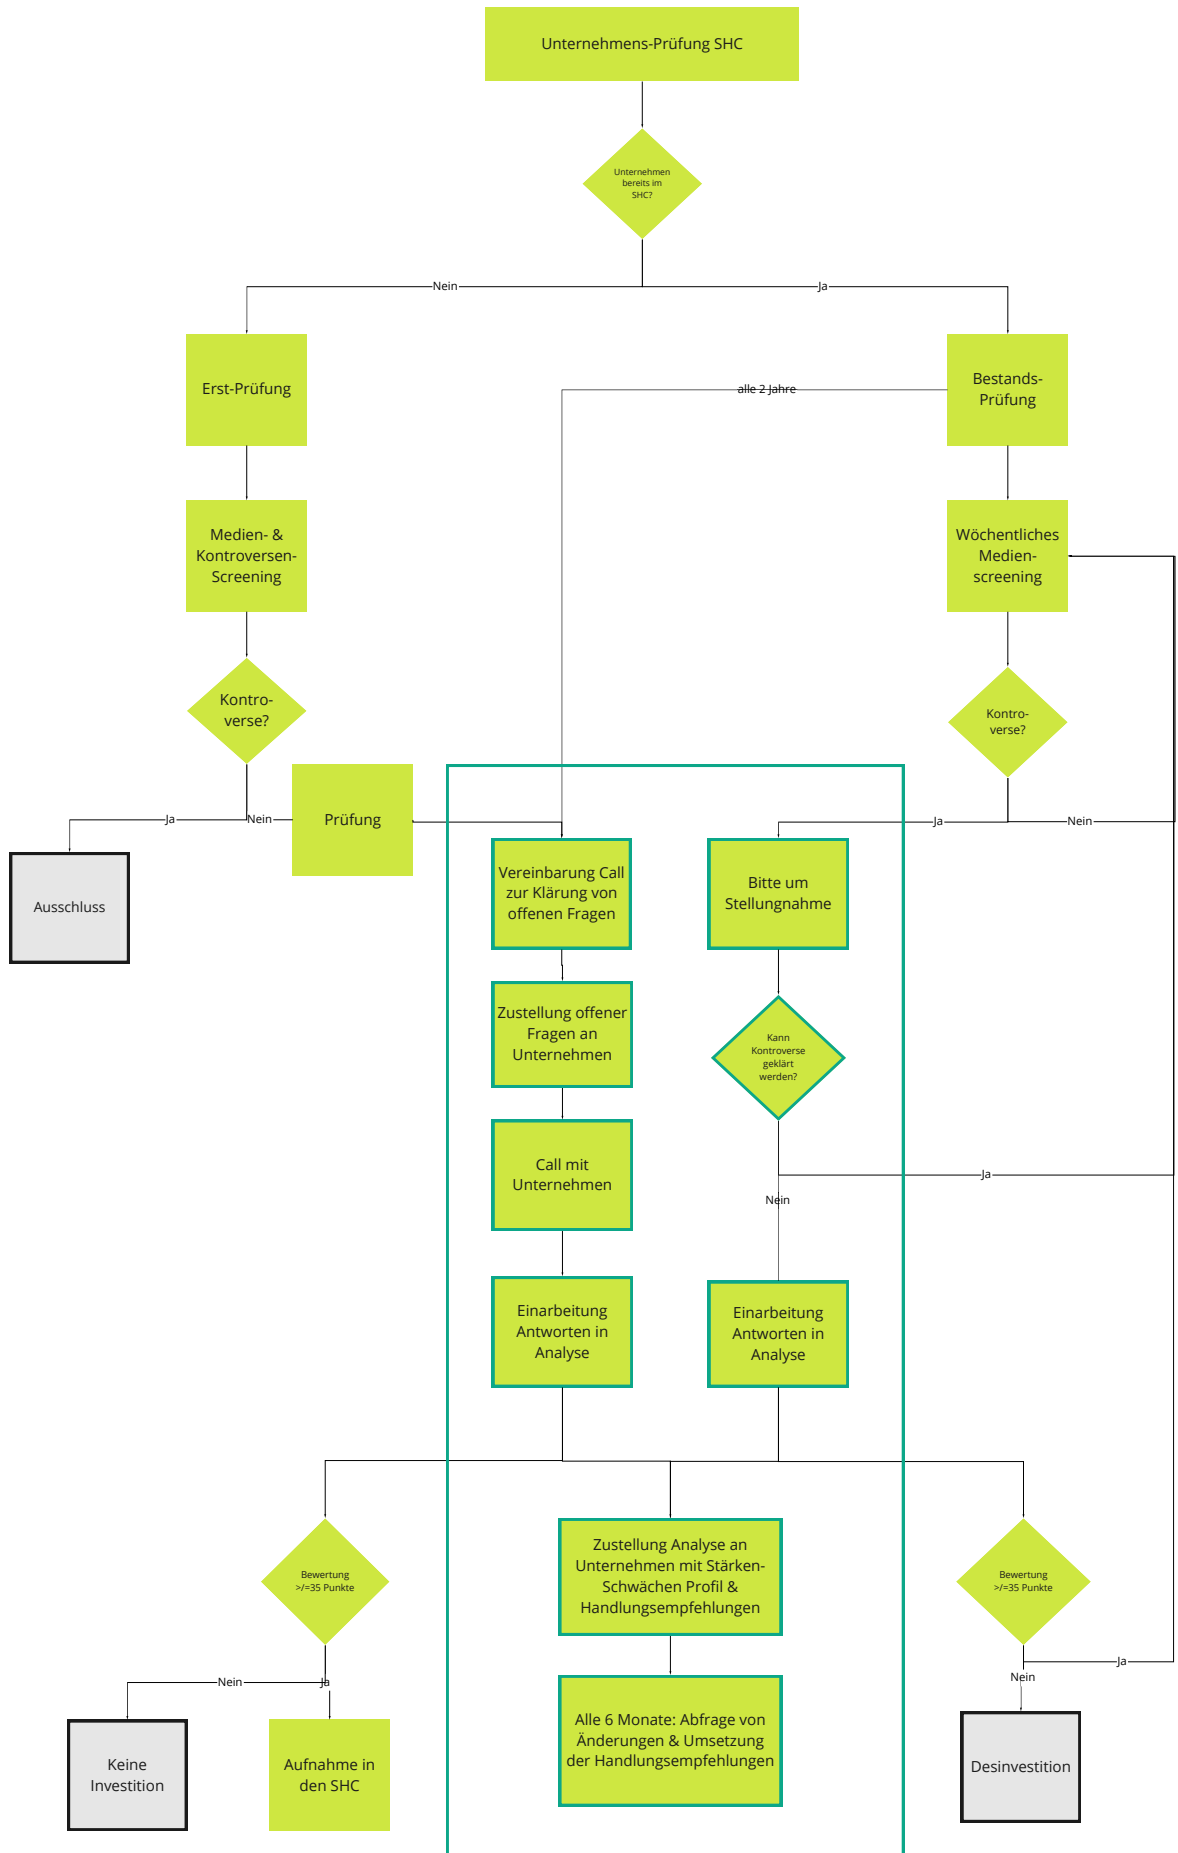 Unternehmens-Prüfung SHC
Unternehmen
bereits im
SHC?
Nein
Ja
Erst-Prüfung
alle 2 Jahre
Bestands-
Prüfung
Medien- &
Kontroversen-
Screening
Wöchentliches
Medien-
screening
Kontro-
verse?
Kontro-
verse?
Ja
Nein
Prüfung
Ja
Nein
Ausschluss
Vereinbarung Call
zur Klärung von
offenen Fragen
Bitte um
Stellungnahme
Zustellung offener
Fragen an
Unternehmen
Kann
Kontroverse
geklärt
werden?
Call mit
Unternehmen
Ja
Nein
Einarbeitung
Antworten in
Analyse
Einarbeitung
Antworten in
Analyse
Bewertung
>/=35 Punkte
Zustellung Analyse an
Unternehmen mit Stärken-
Schwächen Profil &
Handlungsempfehlungen
Bewertung
>/=35 Punkte
Nein
Ja
Nein
Ja
Keine
Investition
Aufnahme in
den SHC
Alle 6 Monate: Abfrage von
Änderungen & Umsetzung
der Handlungsempfehlungen
Desinvestition